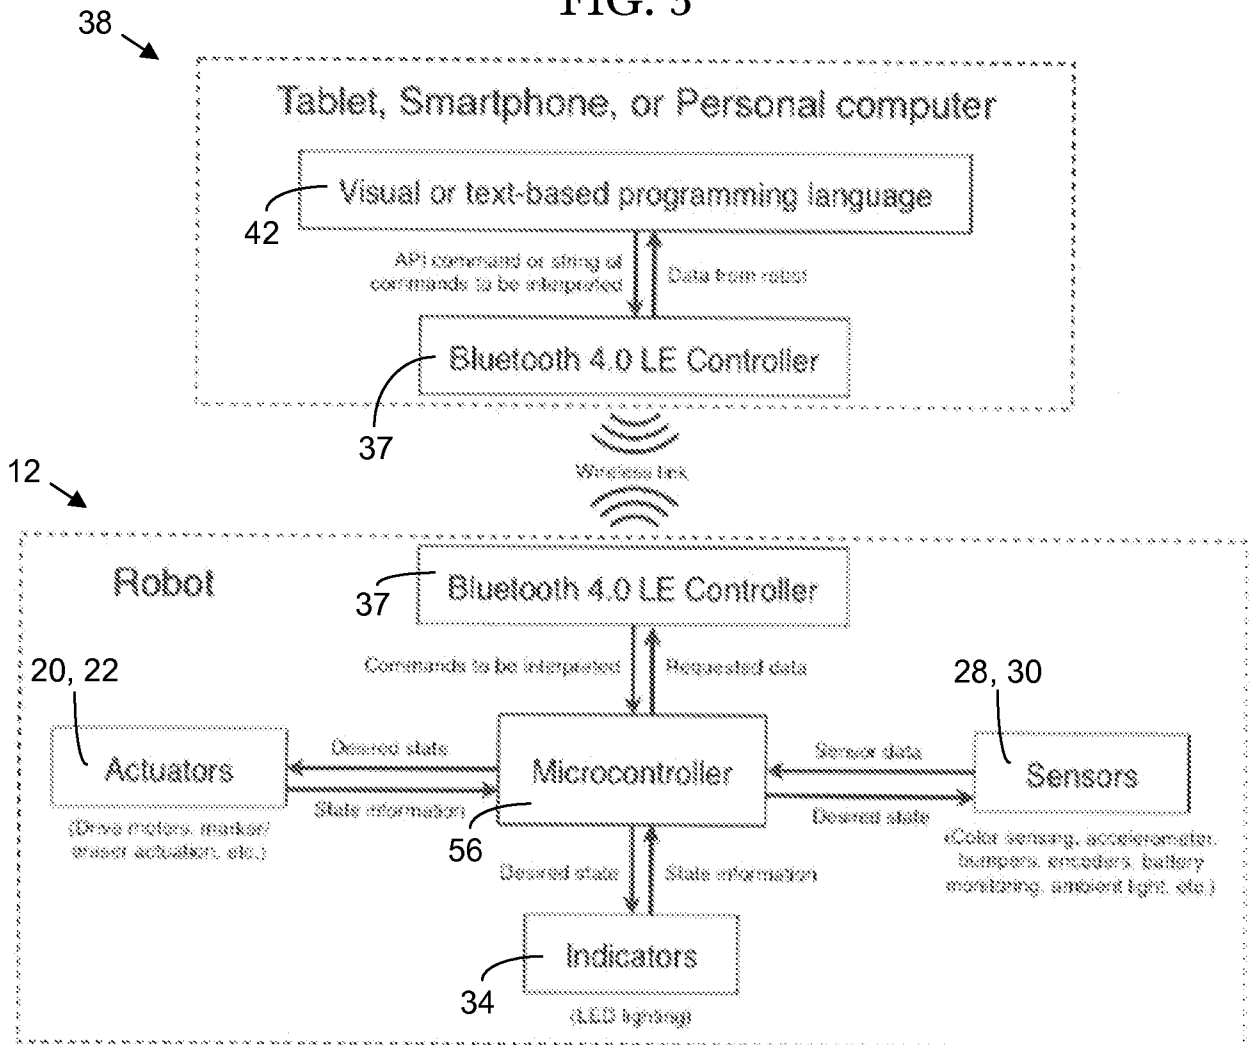 FIG. 5
38
Tablet, Smartphone, or Personal computer
Visual or text-based programming language
42
API command or string of
commands to be interpreted
Data from robot
Bluetooth 4.0 LE Controller
37
Wireless link
12
Robot
Bluetooth 4.0 LE Controller
37
Commands to be interpreted
Requested data
20, 22
28, 30
Actuators
Desired state
State information
Microcontroller
56
Sensor data
Desired state
Sensors
(Drive motors, marker/
eraser actuation, etc.)
(Color sensing, accelerometer,
bumpers, encoders, battery
monitoring, ambient light, etc.)
Desired state
State information
Indicators
34
(LED lighting)